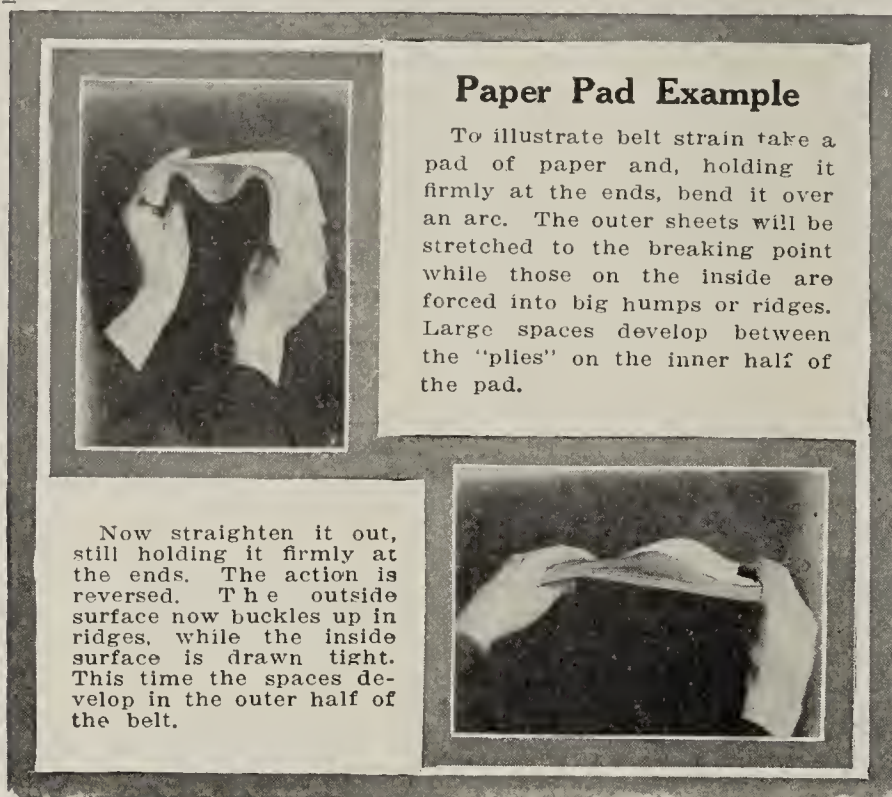 Paper Pad Example
To illustrate belt strain take a
pad of paper and, holding it
firmly at the ends, bend it over
an arc. The outer sheets will be
stretched to the breaking point
while those on the inside are
forced into big humps or ridges.
Large spaces develop between
the "plies" on the inner half of
the pad.
Now straighten it out,
still holding it firmly at
the ends. The action is
reversed. The outside
surface now buckles up in
ridges, while the inside
surface is drawn tight.
This time the spaces de-
velop in the outer half of
the belt.